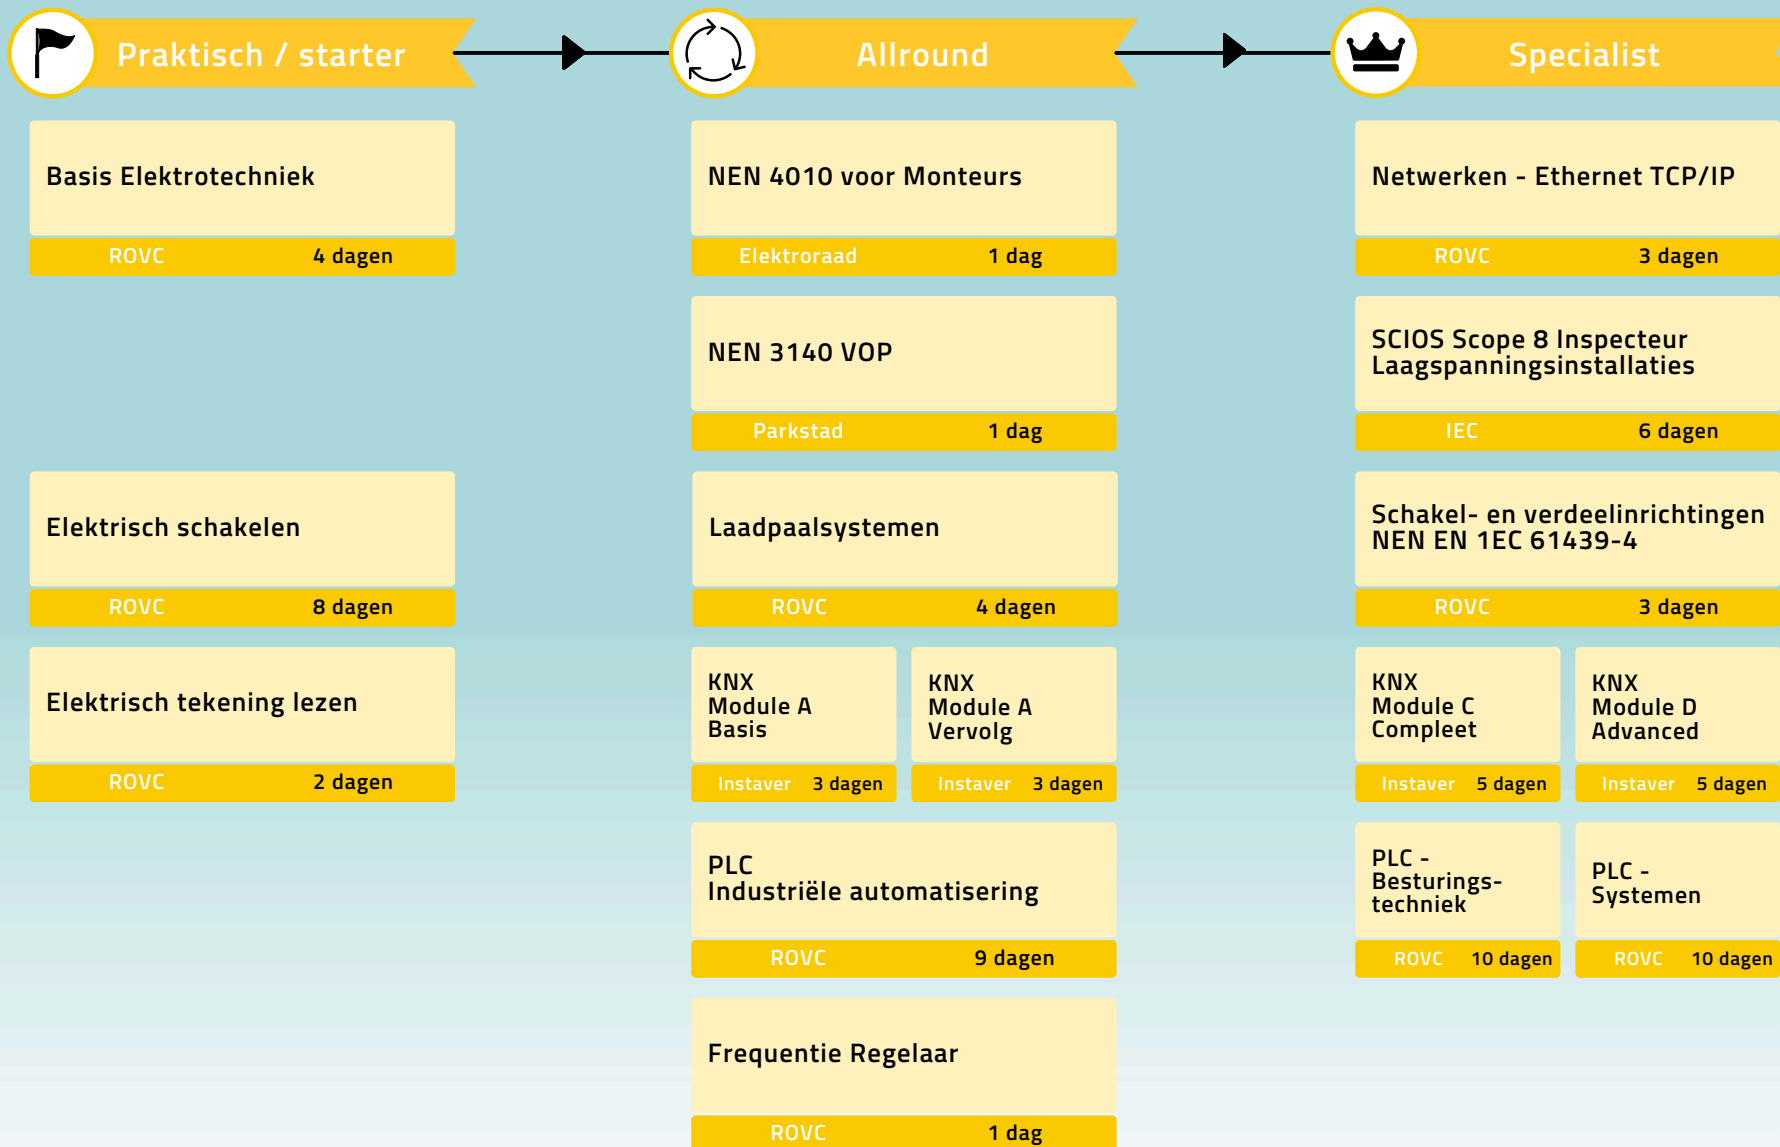 Praktisch / starter
Allround
Specialist
Basis Elektrotechniek
ROVC 4 dagen
NEN 4010 voor Monteurs
Elektroraad 1 dag
Netwerken - Ethernet TCP/IP
ROVC 3 dagen
NEN 3140 VOP
Parkstad 1 dag
SCIOS Scope 8 Inspecteur
Laagspanningsinstallaties
IEC 6 dagen
Elektrisch schakelen
ROVC 8 dagen
Laadpaalsystemen
ROVC 4 dagen
Schakel- en verdeelinrichtingen
NEN EN 1EC 61439-4
ROVC 3 dagen
Elektrisch tekening lezen
ROVC 2 dagen
KNX
Module A
Basis
Instaver 3 dagen
KNX
Module A
Vervolg
Instaver 3 dagen
KNX
Module C
Compleet
Instaver 5 dagen
KNX
Module D
Advanced
Instaver 5 dagen
PLC
Industriële automatisering
ROVC 9 dagen
PLC -
Besturings-
techniek
ROVC 10 dagen
PLC -
Systemen
ROVC 10 dagen
Frequentie Regelaar
ROVC 1 dag